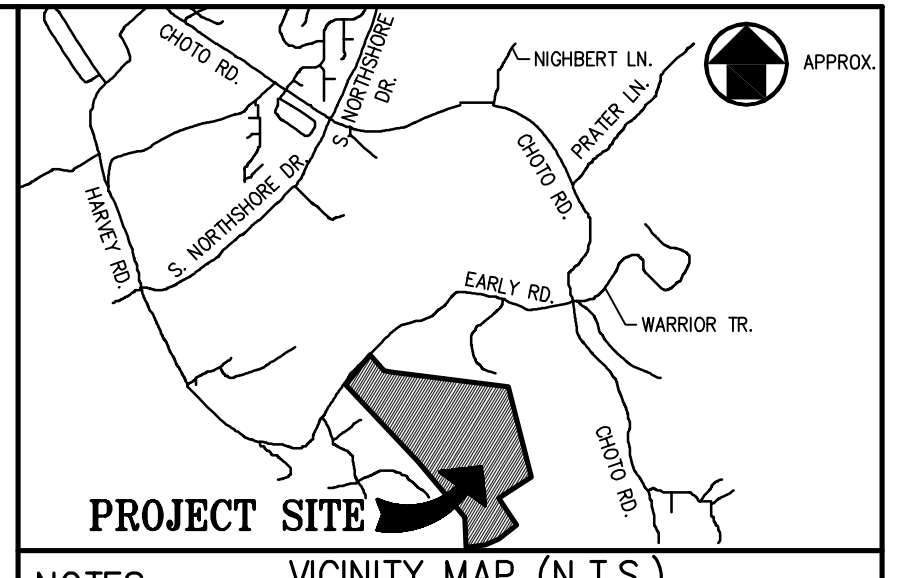 CHOTO RD.
S. NORTHSHORE
DR.
NIGHBERT LN.
PRATER LN.
APPROX.
CHOTO RD.
HARVEY RD.
S. NORTHSHORE DR.
EARLY RD.
WARRIOR TR.
CHOTO RD.
PROJECT SITE
VICINITY MAP (N.T.S.)
NOTES